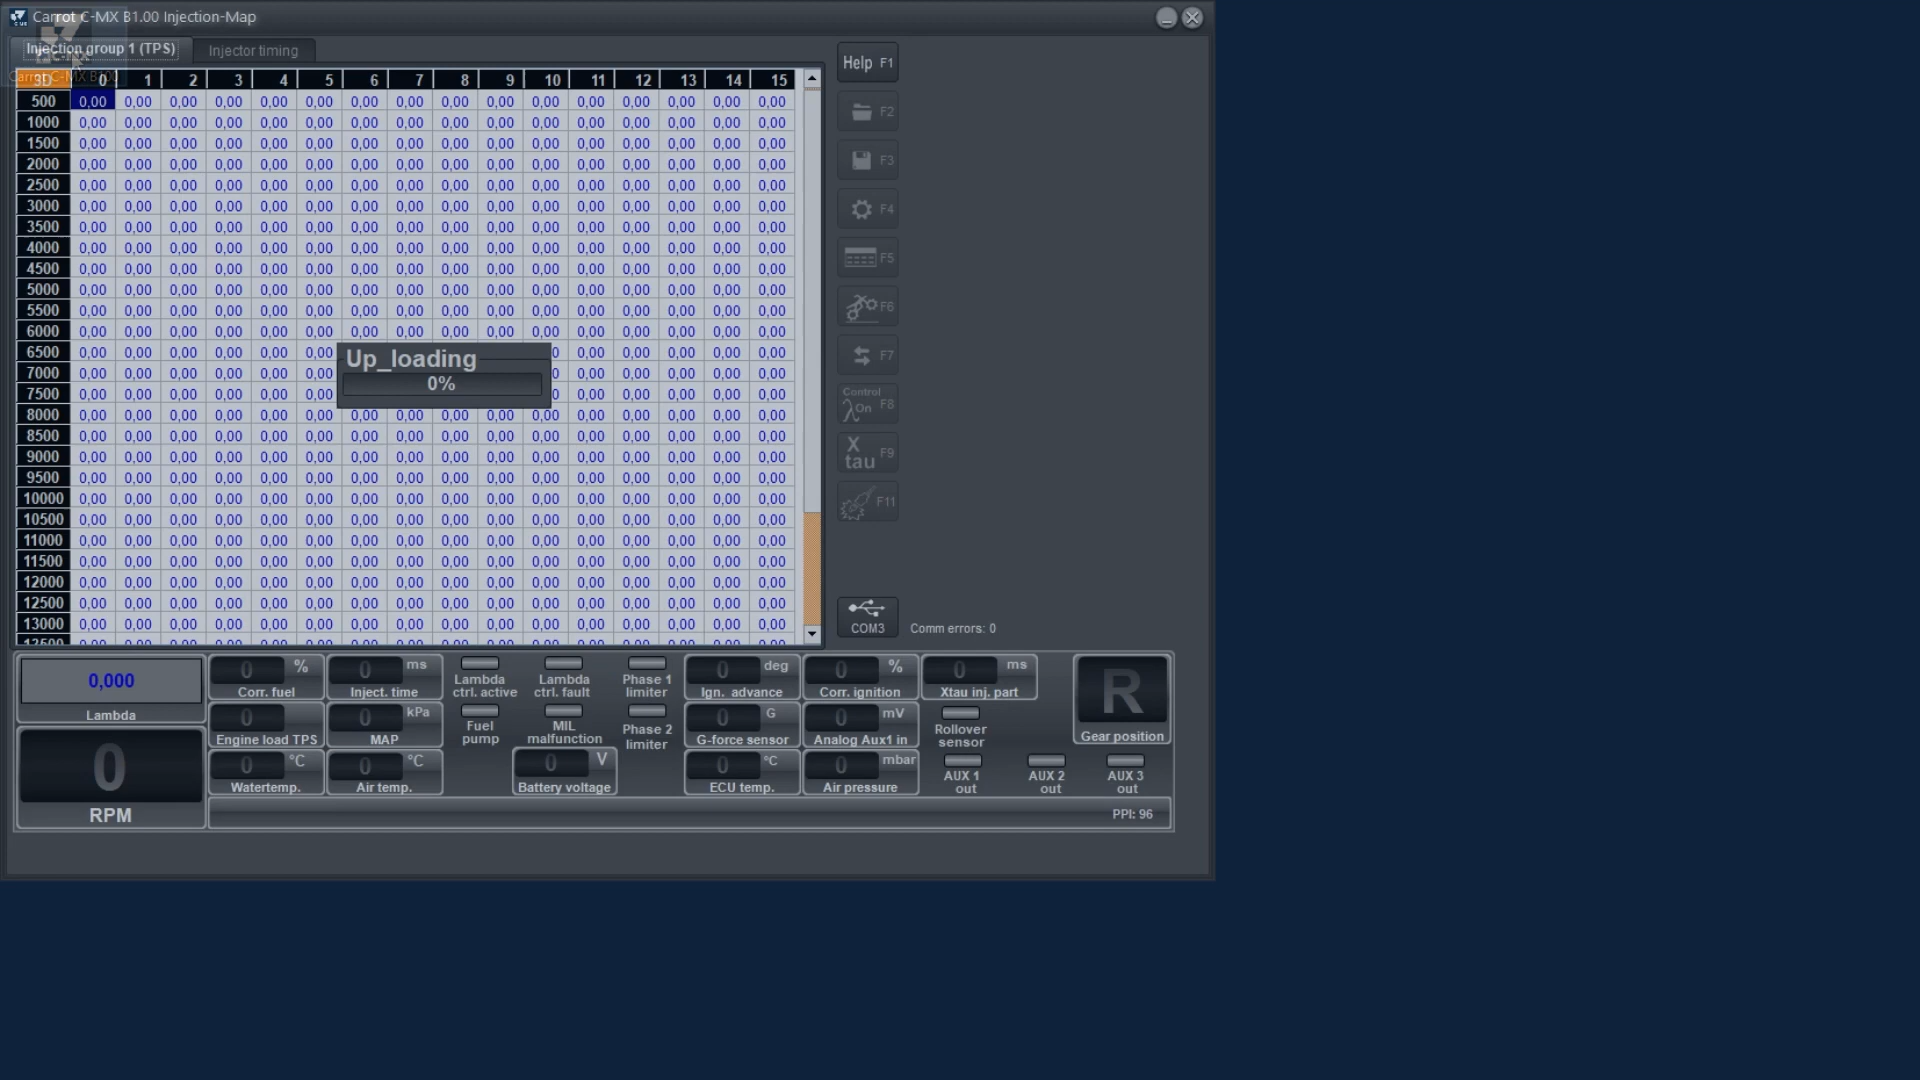 Carrot C-MX B1.00 Injection-Map
Injection group 1 (TPS) Injector timing
Carrot C-MX B100
3D 0 1 2 3 4 5 6 7 8 9 10 11 12 13 14 15
500 0,00 0,00 0,00 0,00 0,00 0,00 0,00 0,00 0,00 0,00 0,00 0,00 0,00 0,00 0,00 0,00
1000 0,00 0,00 0,00 0,00 0,00 0,00 0,00 0,00 0,00 0,00 0,00 0,00 0,00 0,00 0,00 0,00
1500 0,00 0,00 0,00 0,00 0,00 0,00 0,00 0,00 0,00 0,00 0,00 0,00 0,00 0,00 0,00 0,00
2000 0,00 0,00 0,00 0,00 0,00 0,00 0,00 0,00 0,00 0,00 0,00 0,00 0,00 0,00 0,00 0,00
2500 0,00 0,00 0,00 0,00 0,00 0,00 0,00 0,00 0,00 0,00 0,00 0,00 0,00 0,00 0,00 0,00
3000 0,00 0,00 0,00 0,00 0,00 0,00 0,00 0,00 0,00 0,00 0,00 0,00 0,00 0,00 0,00 0,00
3500 0,00 0,00 0,00 0,00 0,00 0,00 0,00 0,00 0,00 0,00 0,00 0,00 0,00 0,00 0,00 0,00
4000 0,00 0,00 0,00 0,00 0,00 0,00 0,00 0,00 0,00 0,00 0,00 0,00 0,00 0,00 0,00 0,00
4500 0,00 0,00 0,00 0,00 0,00 0,00 0,00 0,00 0,00 0,00 0,00 0,00 0,00 0,00 0,00 0,00
5000 0,00 0,00 0,00 0,00 0,00 0,00 0,00 0,00 0,00 0,00 0,00 0,00 0,00 0,00 0,00 0,00
5500 0,00 0,00 0,00 0,00 0,00 0,00 0,00 0,00 0,00 0,00 0,00 0,00 0,00 0,00 0,00 0,00
6000 0,00 0,00 0,00 0,00 0,00 0,00 0,00 0,00 0,00 0,00 0,00 0,00 0,00 0,00 0,00 0,00
6500 0,00 0,00 0,00 0,00 0,00 0,00 0,00 0,00 0,00 0,00 0,00
7000 0,00 0,00 0,00 0,00 0,00 0,00 0,00 0,00 0,00 0,00 0,00
7500 0,00 0,00 0,00 0,00 0,00 0,00 0,00 0,00 0,00 0,00 0,00
Up_loading
0%
8000 0,00 0,00 0,00 0,00 0,00 0,00 0,00 0,00 0,00 0,00 0,00 0,00 0,00 0,00 0,00 0,00
8500 0,00 0,00 0,00 0,00 0,00 0,00 0,00 0,00 0,00 0,00 0,00 0,00 0,00 0,00 0,00 0,00
9000 0,00 0,00 0,00 0,00 0,00 0,00 0,00 0,00 0,00 0,00 0,00 0,00 0,00 0,00 0,00 0,00
9500 0,00 0,00 0,00 0,00 0,00 0,00 0,00 0,00 0,00 0,00 0,00 0,00 0,00 0,00 0,00 0,00
10000 0,00 0,00 0,00 0,00 0,00 0,00 0,00 0,00 0,00 0,00 0,00 0,00 0,00 0,00 0,00 0,00
10500 0,00 0,00 0,00 0,00 0,00 0,00 0,00 0,00 0,00 0,00 0,00 0,00 0,00 0,00 0,00 0,00
11000 0,00 0,00 0,00 0,00 0,00 0,00 0,00 0,00 0,00 0,00 0,00 0,00 0,00 0,00 0,00 0,00
11500 0,00 0,00 0,00 0,00 0,00 0,00 0,00 0,00 0,00 0,00 0,00 0,00 0,00 0,00 0,00 0,00
12000 0,00 0,00 0,00 0,00 0,00 0,00 0,00 0,00 0,00 0,00 0,00 0,00 0,00 0,00 0,00 0,00
12500 0,00 0,00 0,00 0,00 0,00 0,00 0,00 0,00 0,00 0,00 0,00 0,00 0,00 0,00 0,00 0,00
13000 0,00 0,00 0,00 0,00 0,00 0,00 0,00 0,00 0,00 0,00 0,00 0,00 0,00 0,00 0,00 0,00
Help F1
F2
F3
F4
F5
F6
F7
Control
λ On F8
X tau F9
F11
COM3
Comm errors: 0
0,000
Lambda
0
RPM
0 %
Corr. fuel
0
Engine load TPS
0 °C
Watertemp.
0 ms
Inject. time
0 kPa
MAP
0 °C
Air temp.
Lambda
ctrl. active
Lambda
ctrl. fault
Phase 1
limiter
Fuel
pump
MIL
malfunction
Phase 2
limiter
0 V
Battery voltage
0 deg
Ign. advance
0 G
G-force sensor
0 °C
ECU temp.
0 %
Corr. ignition
0 mV
Analog Aux1 in
0 mbar
Air pressure
0 ms
Xtau inj. part
Rollover
sensor
AUX 1
out
AUX 2
out
AUX 3
out
R
Gear position
PPI: 96